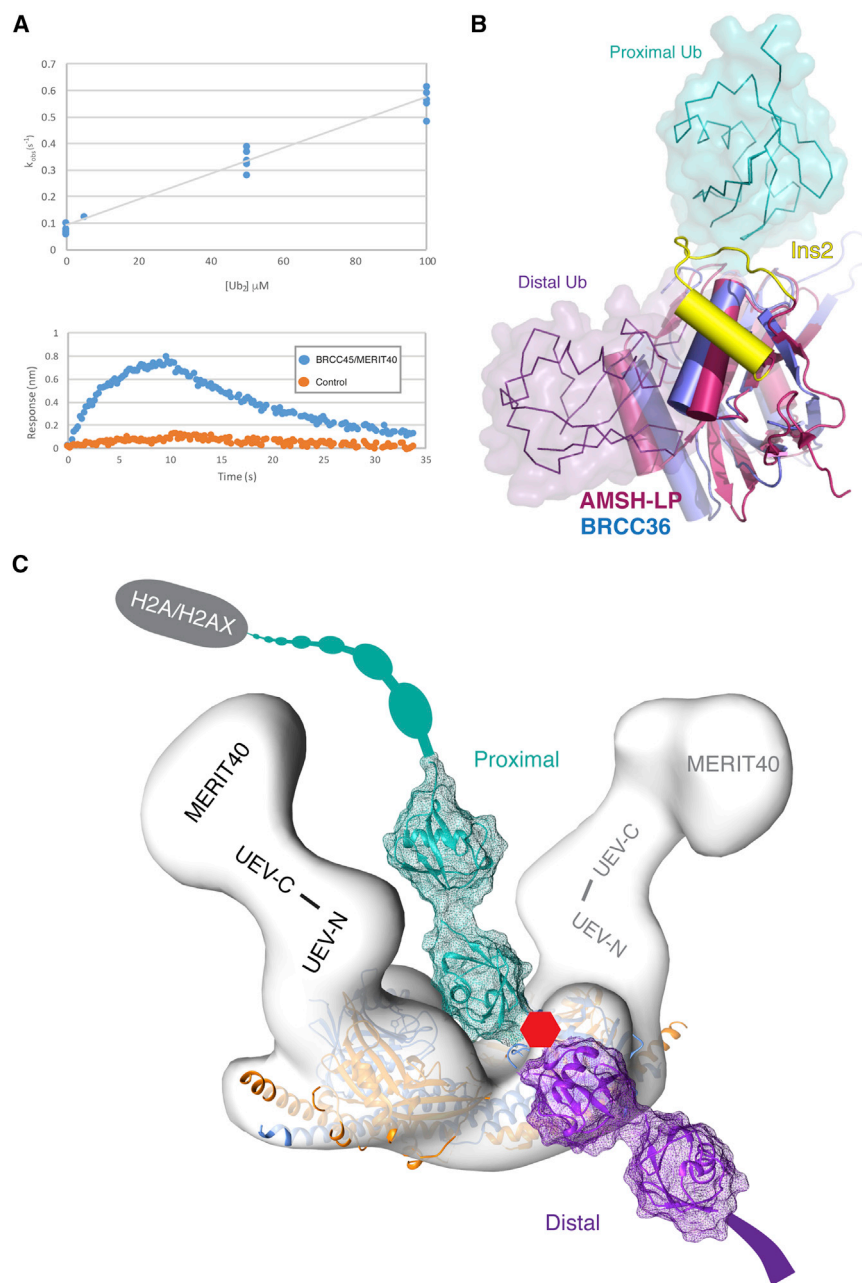 A
k_obs(s⁻¹)
0.7
0.6
0.5
0.4
0.3
0.2
0.1
0
0
20
40
60
80
100
[Ub₂] µM
Response (nm)
1
0.8
0.6
0.4
0.2
0
BRCC45/MERIT40
Control
0
5
10
15
20
25
30
35
Time (s)
B
Proximal Ub
Ins2
Distal Ub
AMSH-LP
BRCC36
C
H2A/H2AX
MERIT40
UEV-C
UEV-N
Proximal
MERIT40
UEV-C
UEV-N
Distal